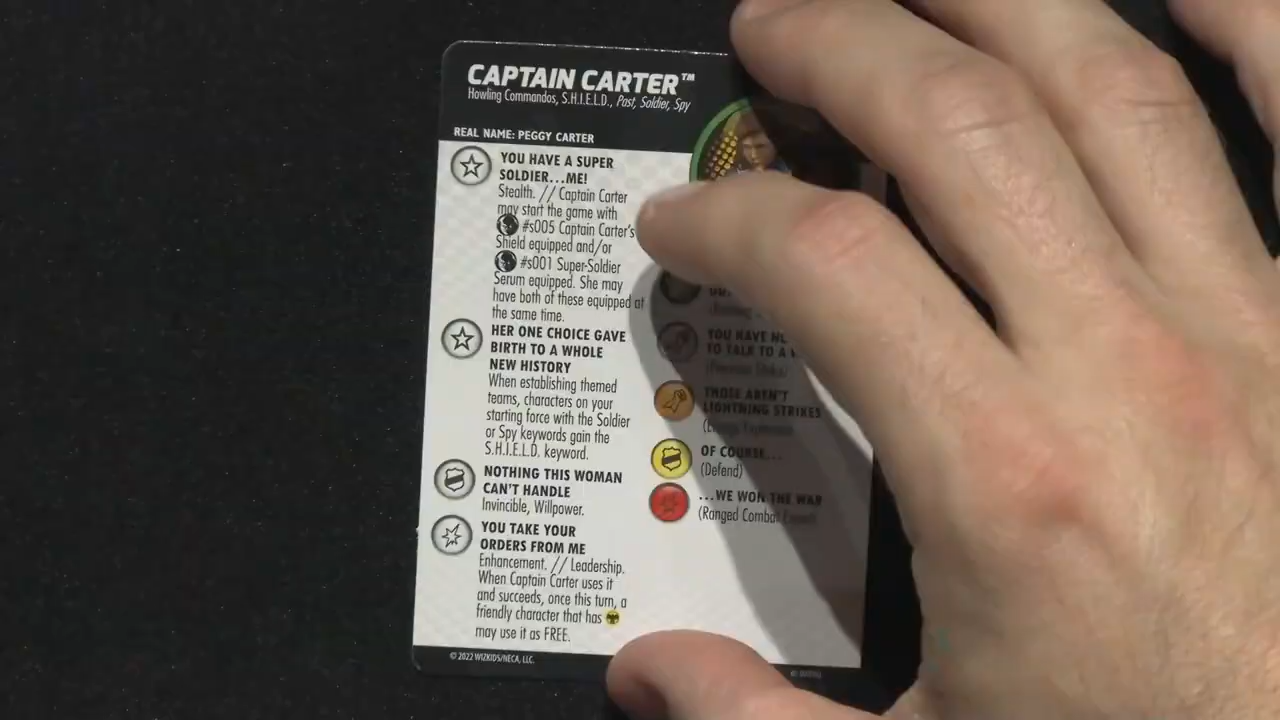 CAPTAIN CARTER™
Howling Commandos, S.H.I.E.L.D., Past, Soldier, Spy
REAL NAME: PEGGY CARTER
YOU HAVE A SUPER
SOLDIER...ME!
Stealth. // Captain Carter
may start the game with
#s005 Captain Carter's
Shield equipped and/or
#s001 Super-Soldier
Serum equipped. She may
have both of these equipped at
the same time.
HER ONE CHOICE GAVE
BIRTH TO A WHOLE
NEW HISTORY
When establishing themed
teams, characters on your
starting force with the Soldier
or Spy keywords gain the
S.H.I.E.L.D. keyword.
NOTHING THIS WOMAN
CAN'T HANDLE
Invincible, Willpower.
YOU TAKE YOUR
ORDERS FROM ME
Enhancement. // Leadership.
When Captain Carter uses it
and succeeds, once this turn, a
friendly character that has
may use it as FREE.
© 2022 WIZKIDS/NECA, LLC.
YOU HAVE
TO TALK TO A
THOSE AREN'T
LIGHTNING STRIKES
OF COURSE...
(Defend)
...WE WON THE WAR
(Ranged Combat Expert)